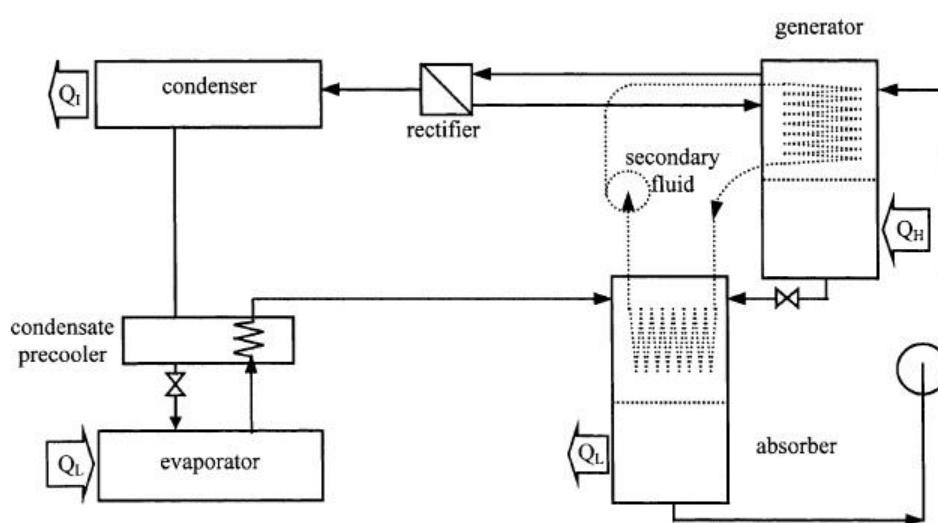 generator
condenser
Q_I
rectifier
secondary
fluid
Q_H
condensate
precooler
evaporator
Q_L
Q_L
absorber